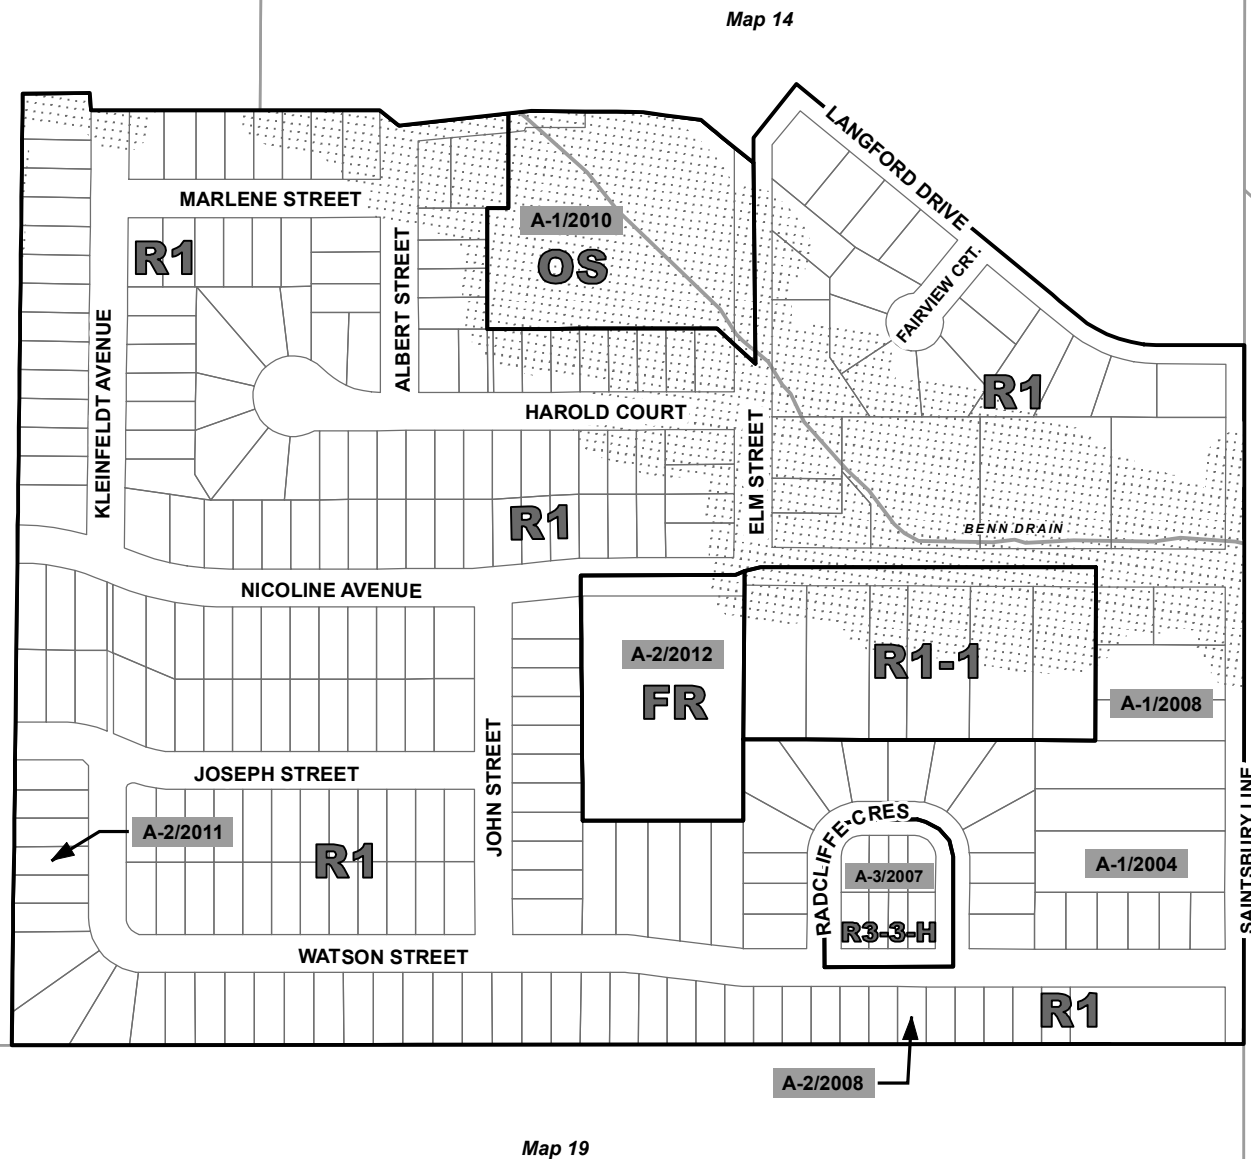 Map 14
LANGFORD DRIVE
MARLENE STREET
A-1/2010
R1
OS
ALBERT STREET
FAIRVIEW CRT.
KLEINFELDT AVENUE
R1
HAROLD COURT
ELM STREET
R1
BENN DRAIN
NICOLINE AVENUE
A-2/2012
R1-1
FR
A-1/2008
JOHN STREET
JOSEPH STREET
SAINTSBURY LINE
RADCLIFFE CRES
A-2/2011
R1
A-3/2007
A-1/2004
R3-3-H
WATSON STREET
R1
A-2/2008
Map 19